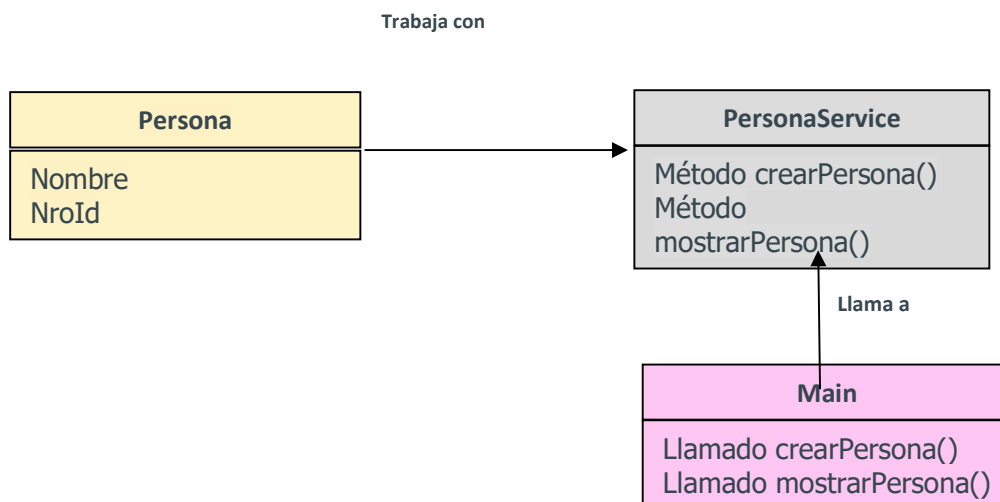 Trabaja con
Persona
Nombre
NroId
PersonaService
Método crearPersona()
Método
mostrarPersona()
Llama a
Main
Llamado crearPersona()
Llamado mostrarPersona()